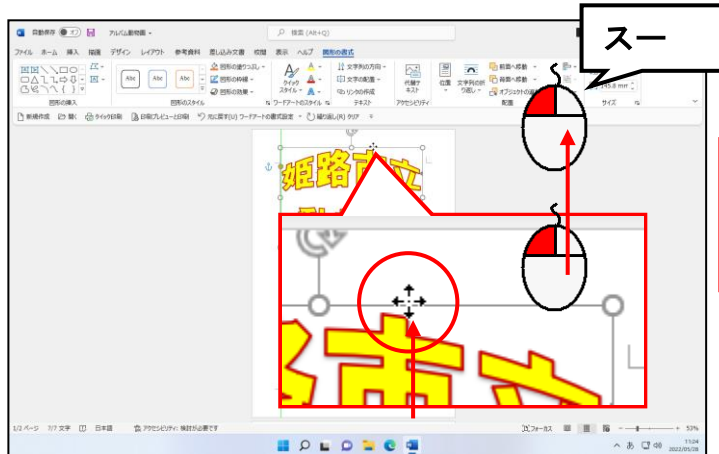 スー
自動保存 オフ アルバム動物園 検索 (Alt+Q)
ファイル ホーム 挿入 描画 デザイン レイアウト 参考資料 差し込み文書 校閲 表示 ヘルプ 図形の書式
図形の塗りつぶし
図形の枠線
図形の効果
Abc Abc Abc
クイック
スタイル
文字列の方向
文字の配置
リンクの作成
代替テ
キスト
位置 文字列の折
り返し
前面へ移動
背面へ移動
図形の挿入 図形のスタイル ワードアートのスタイル テキスト アクセシビリティ 配置 サイズ
新規作成 開く クイック印刷 印刷プレビューと印刷 元に戻す(U) ワードアートの書式設定 繰り返し(R) クリア
姫路市立
路市立
1/2 ページ 7/7 文字 日本語 アクセシビリティ: 検討が必要です フォーカス 53%
あ 11:04
2022/05/28